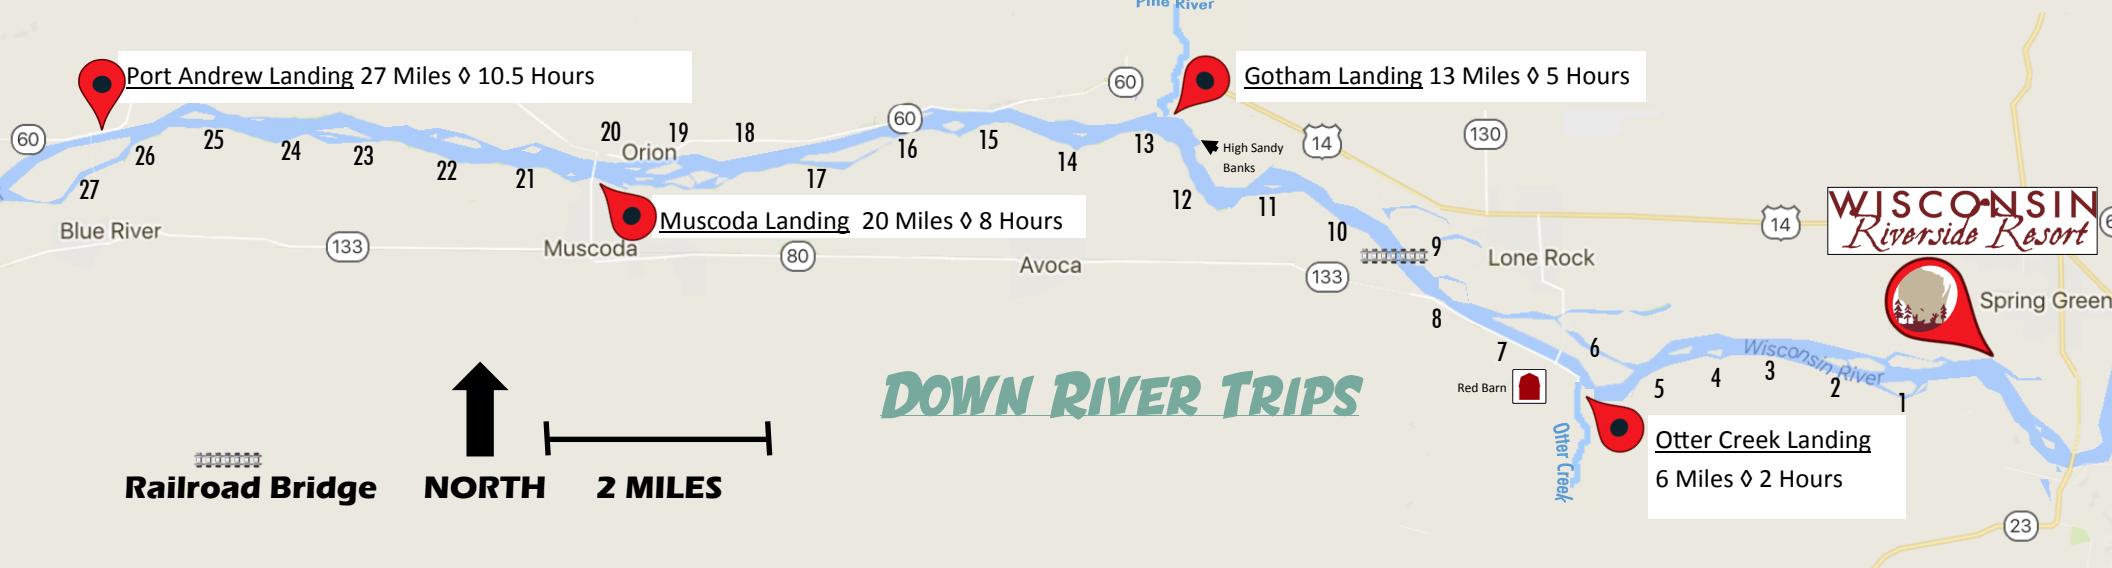 Pine River
Port Andrew Landing 27 Miles ◊ 10.5 Hours
60
Gotham Landing 13 Miles ◊ 5 Hours
60
60
14
130
25
24
23
22
21
20
19
18
Orion
17
16
15
14
13
High Sandy
Banks
26
27
12
11
10
9
Blue River
133
Muscoda Landing 20 Miles ◊ 8 Hours
Muscoda
80
Avoca
133
Lone Rock
14
WISCONSIN
Riverside Resort
6
Spring Green
8
7
6
5
4
3
2
1
Wisconsin River
Red Barn
DOWN RIVER TRIPS
Otter Creek
Otter Creek Landing
6 Miles ◊ 2 Hours
Railroad Bridge
NORTH
2 MILES
23